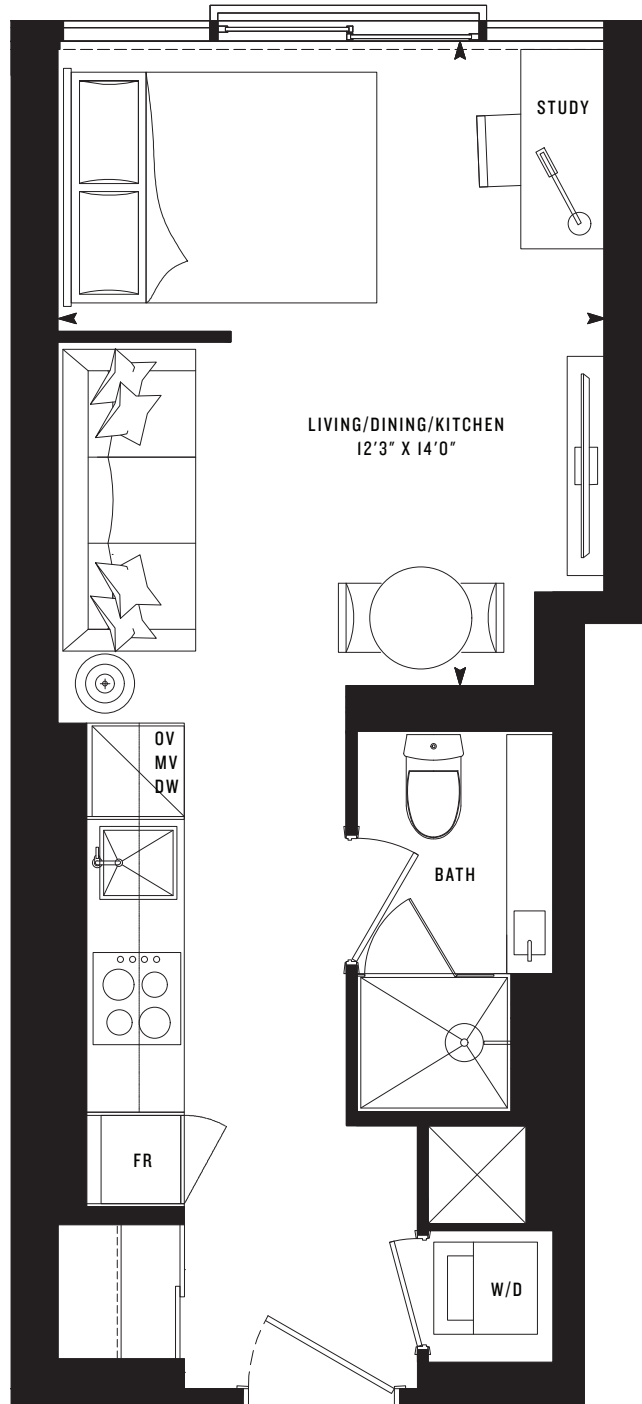 STUDY
LIVING/DINING/KITCHEN
12'3" X 14'0"
OV
MV
DW
BATH
FR
W/D